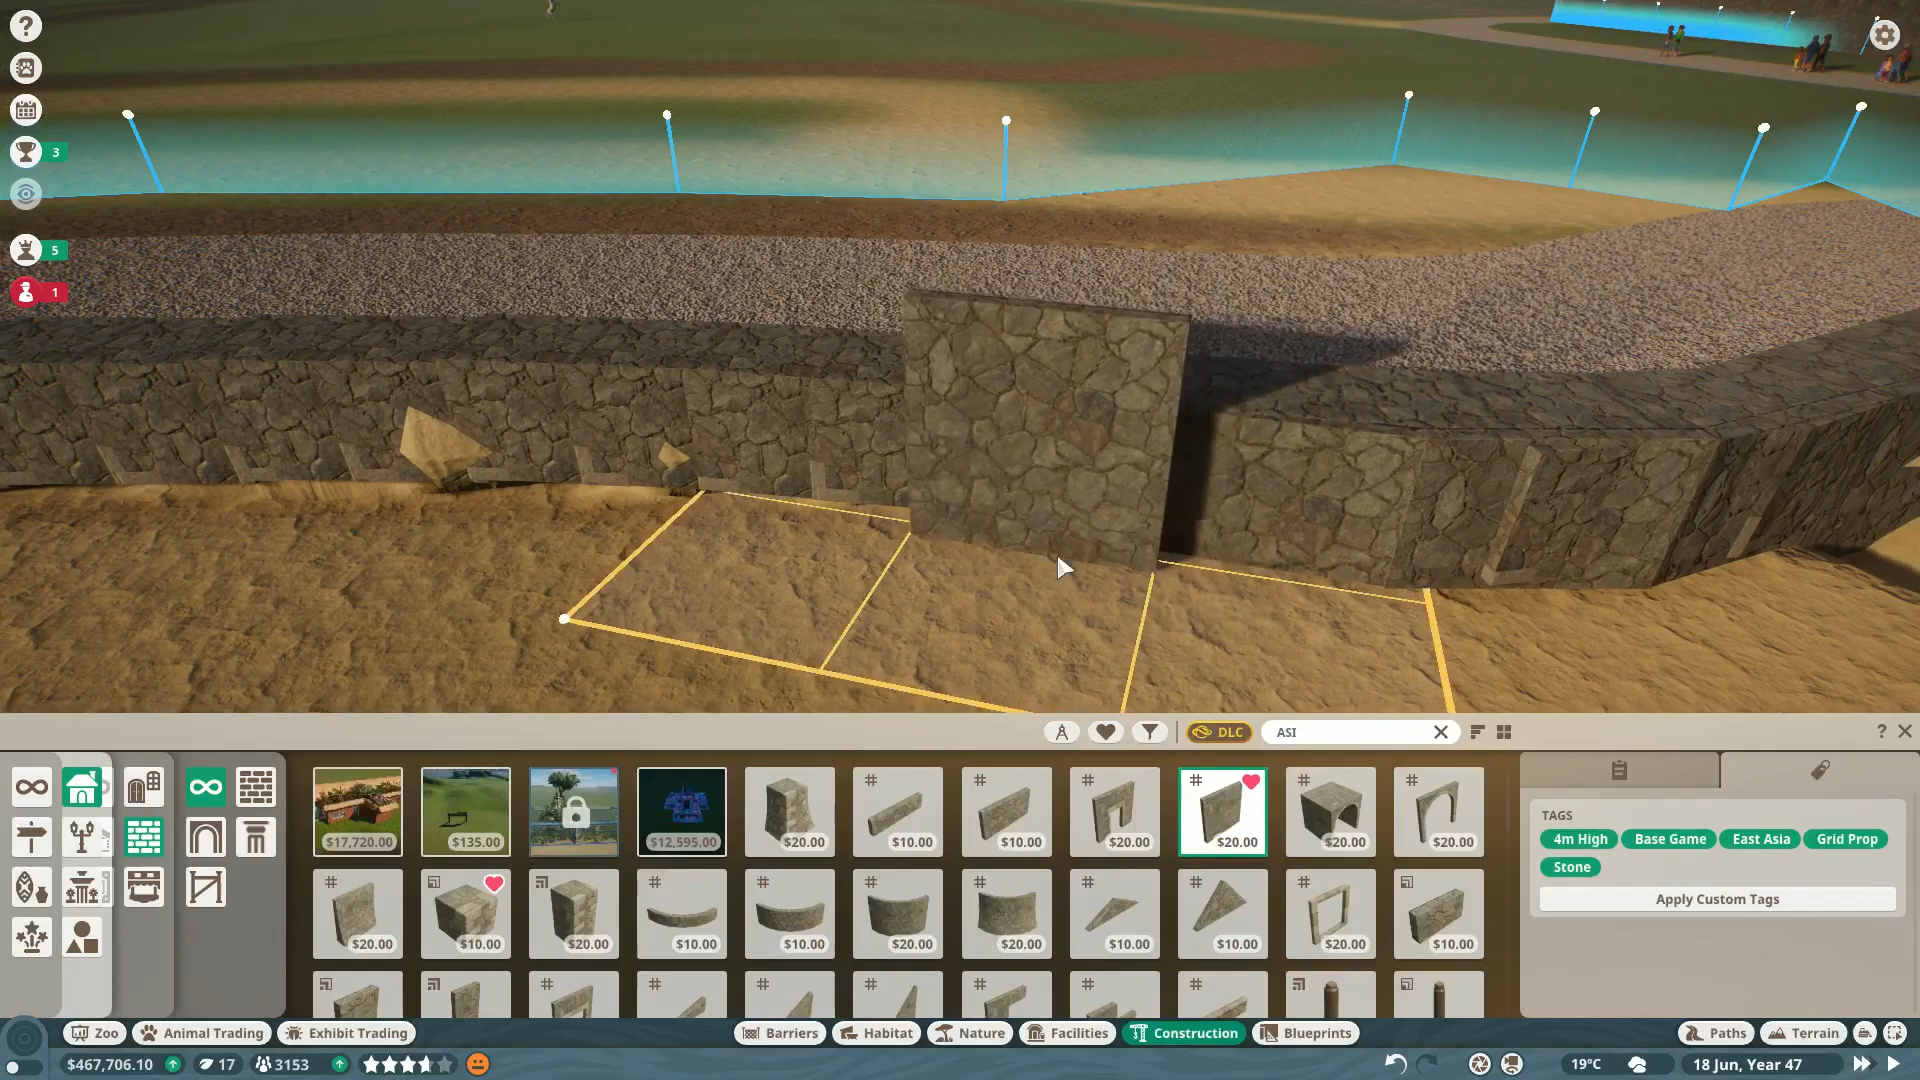 ?
3
5
1
DLC
ASI
?
$17,720.00
$135.00
$12,595.00
$20.00
$10.00
$10.00
$20.00
$20.00
$20.00
$20.00
$20.00
$10.00
$20.00
$10.00
$10.00
$20.00
$20.00
$10.00
$10.00
$20.00
$10.00
TAGS
4m High
Base Game
East Asia
Grid Prop
Stone
Apply Custom Tags
Zoo
Animal Trading
Exhibit Trading
Barriers
Habitat
Nature
Facilities
Construction
Blueprints
Paths
Terrain
$467,706.10
17
3153
19°C
18 Jun, Year 47